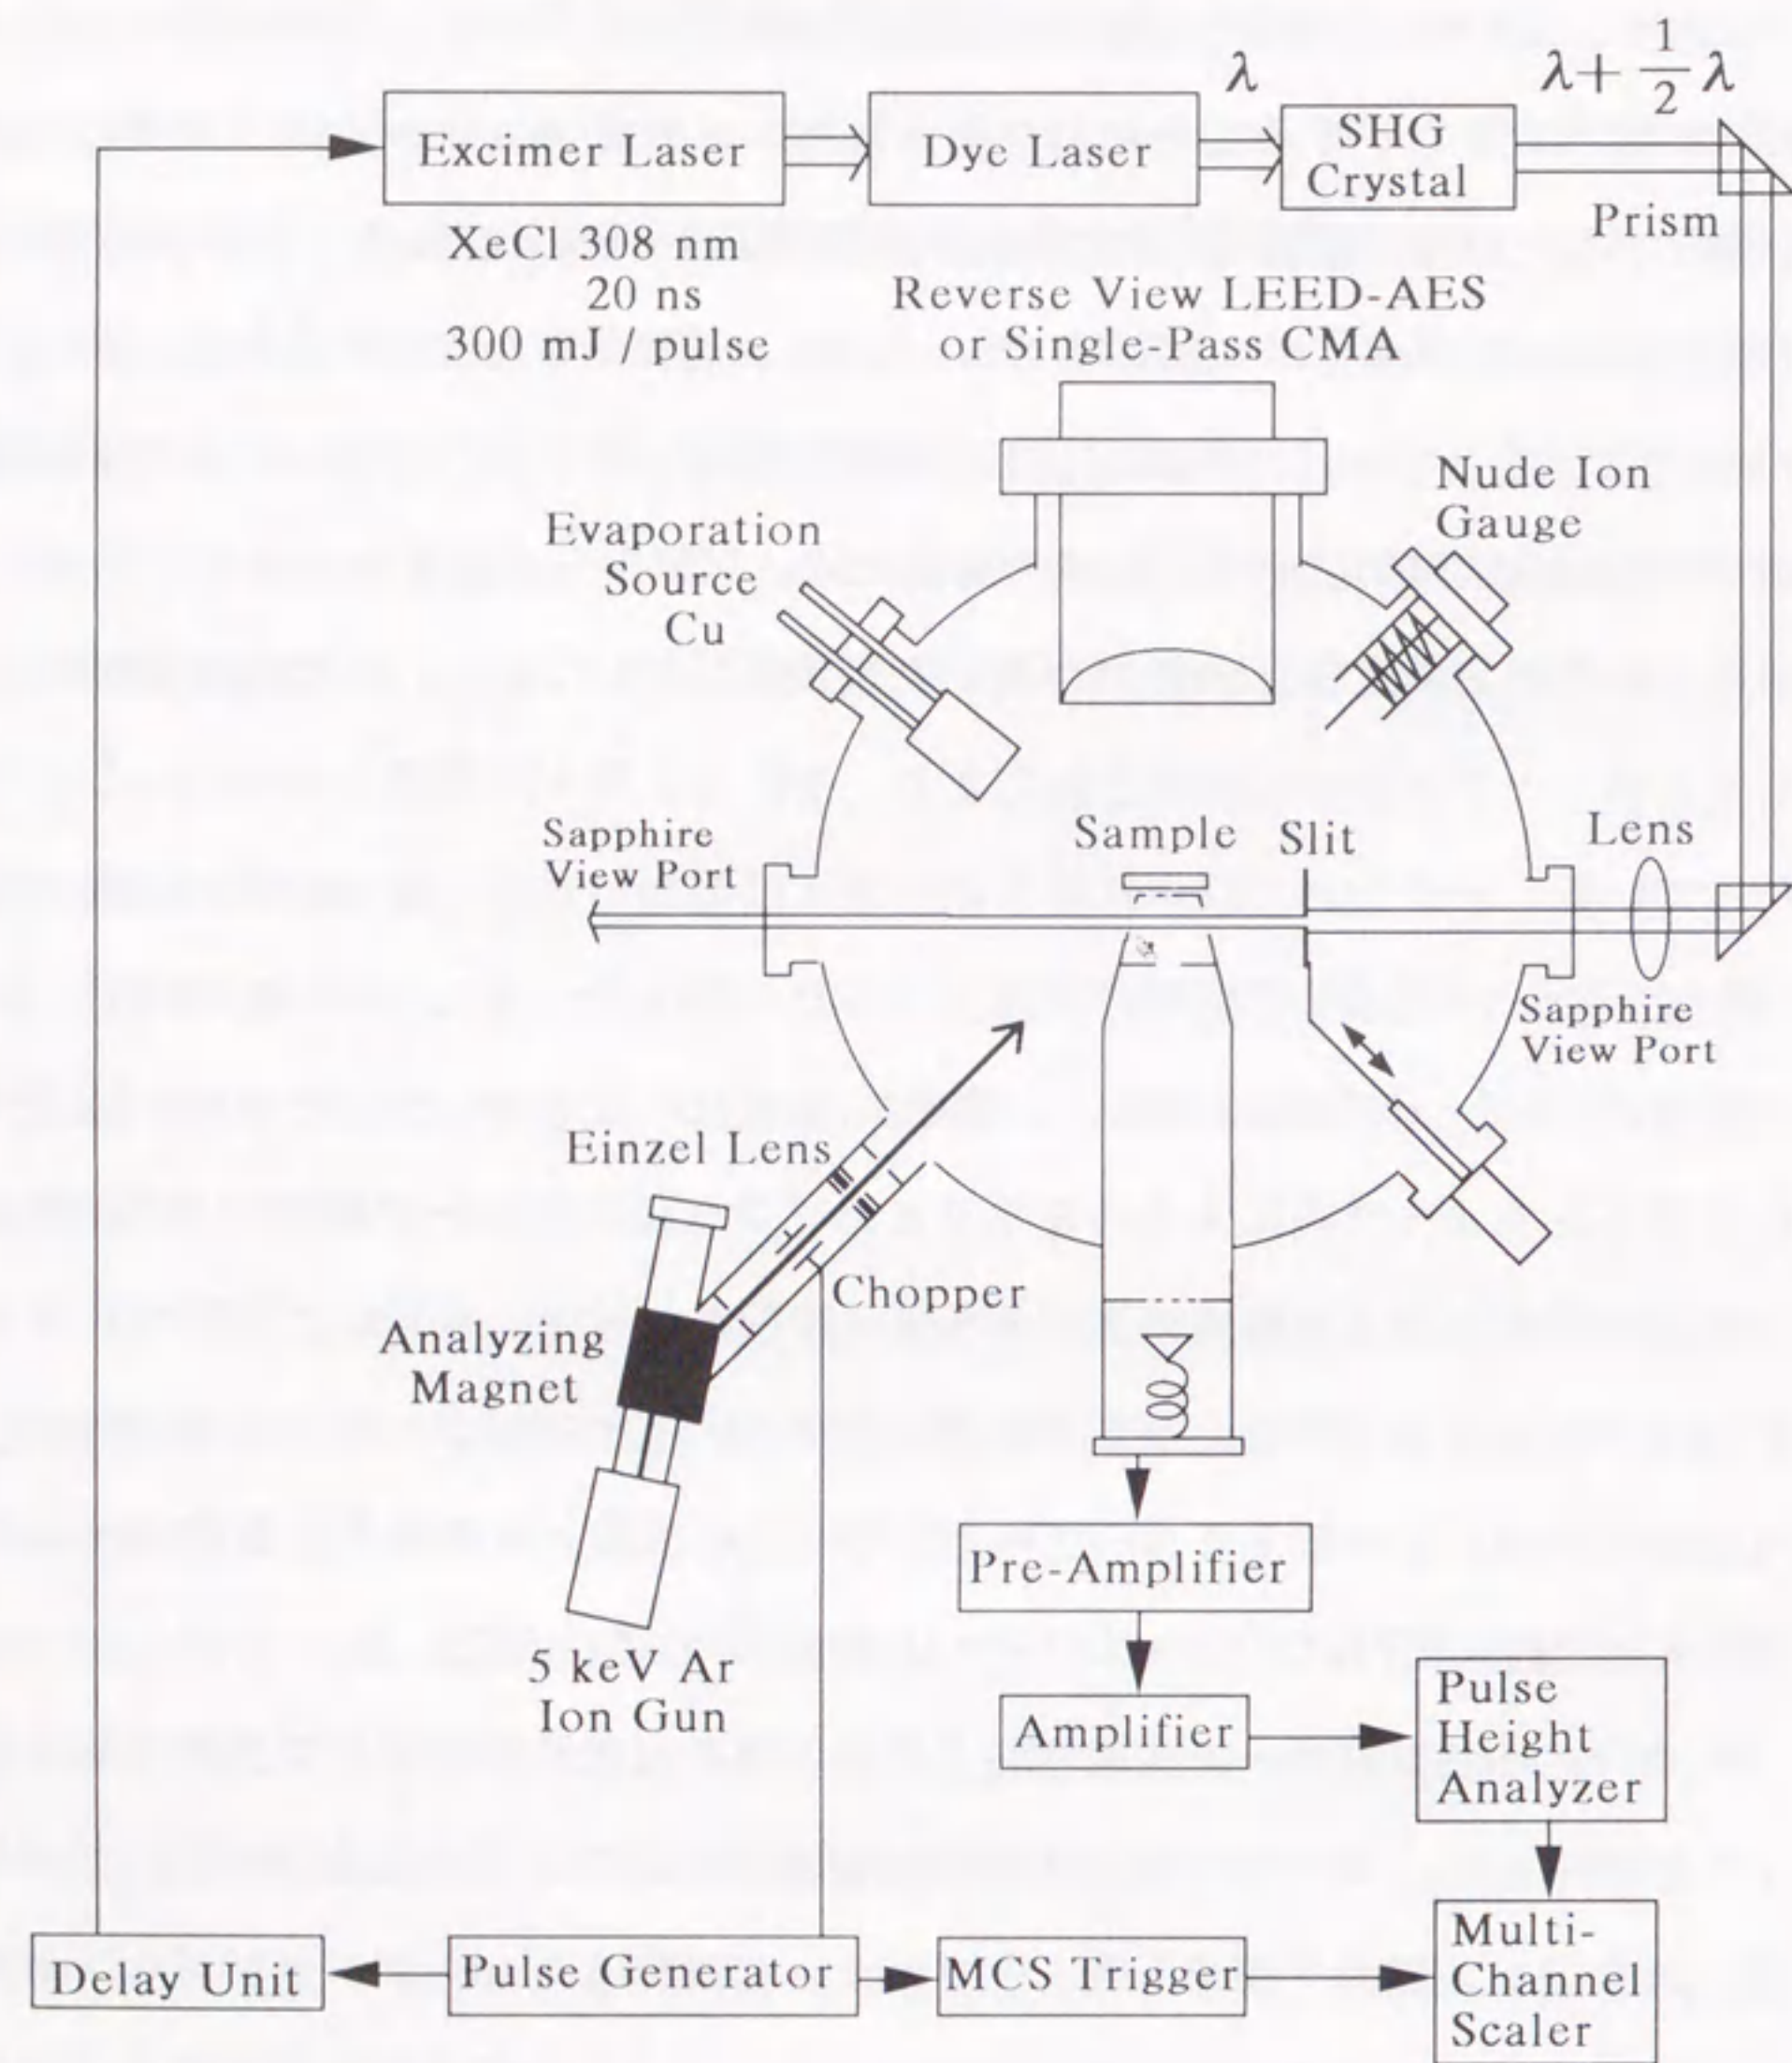 λ
λ+ 1/2 λ
Excimer Laser
Dye Laser
SHG
Crystal
Prism
XeCl 308 nm
20 ns
300 mJ / pulse
Reverse View LEED-AES
or Single-Pass CMA
Nude Ion
Gauge
Evaporation
Source
Cu
Sapphire
View Port
Sample
Slit
Lens
Sapphire
View Port
Einzel Lens
Chopper
Analyzing
Magnet
5 keV Ar
Ion Gun
Pre-Amplifier
Amplifier
Pulse
Height
Analyzer
Delay Unit
Pulse Generator
MCS Trigger
Multi-
Channel
Scaler